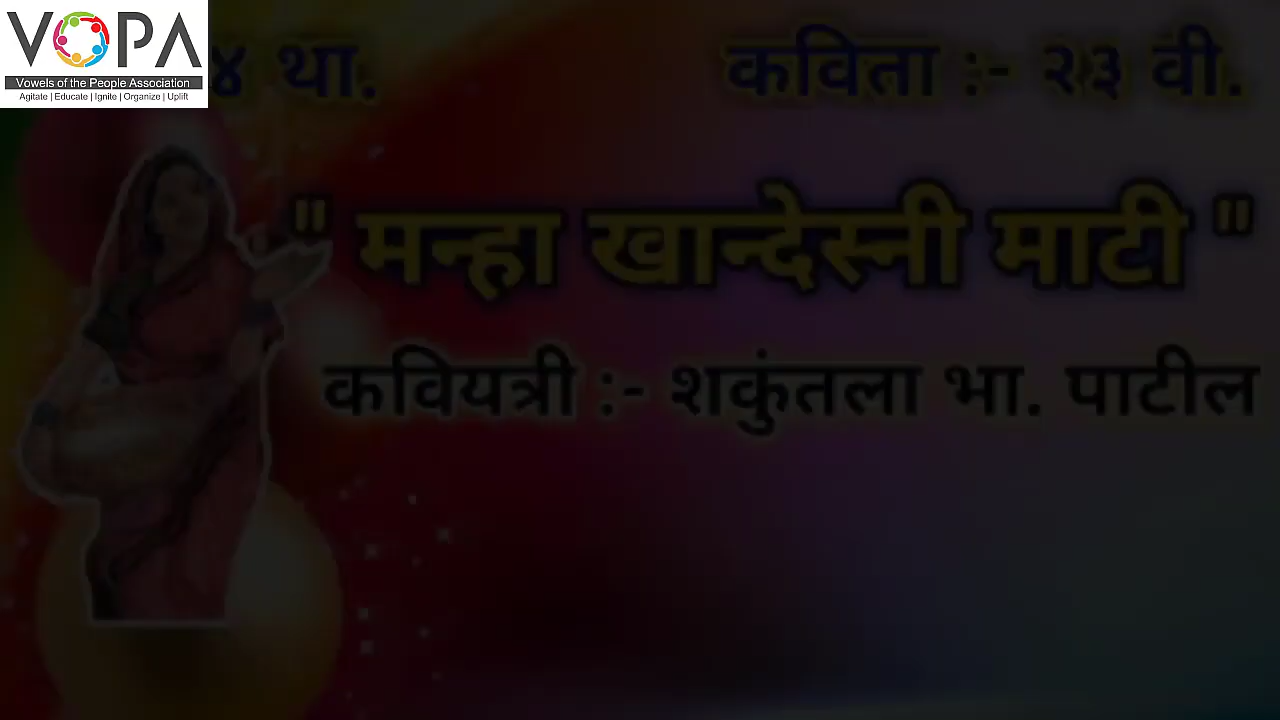 VOPA
Vowels of the People Association
Agitate | Educate | Ignite | Organize | Uplift
४ था.
कविता :- २३ वी.
" मन्हा खान्देस्नी माटी "
कवियत्री :- शकुंतला भा. पाटील